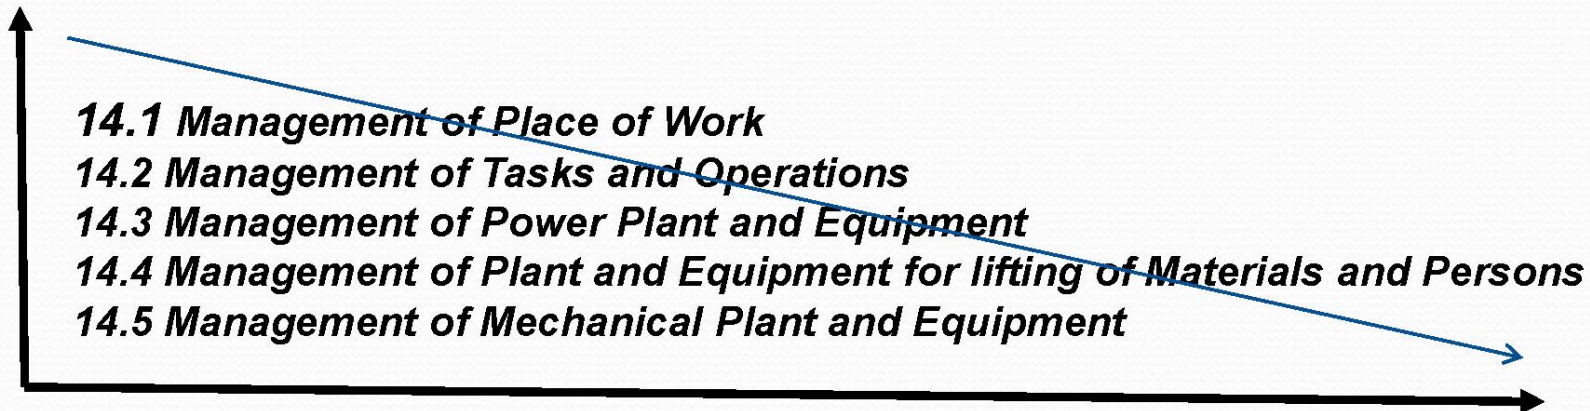 14.1 Management of Place of Work
14.2 Management of Tasks and Operations
14.3 Management of Power Plant and Equipment
14.4 Management of Plant and Equipment for lifting of Materials and Persons
14.5 Management of Mechanical Plant and Equipment